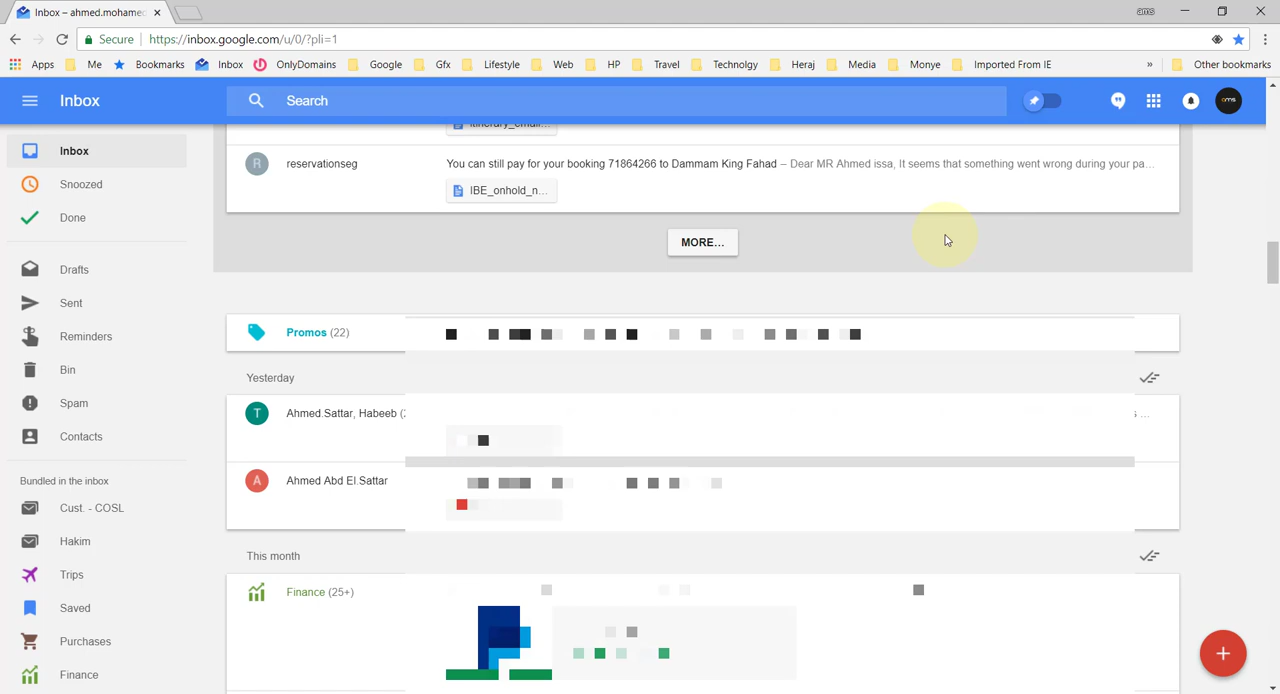 Inbox – ahmed.mohamed
ams
Secure https://inbox.google.com/u/0/?pli=1
Apps Me Bookmarks Inbox OnlyDomains Google Gfx Lifestyle Web HP Travel Technolgy Heraj Media Monye Imported From IE » Other bookmarks
Inbox Search
Inbox
Snoozed
Done
Drafts
Sent
Reminders
Bin
Spam
Contacts
Bundled in the inbox
Cust. - COSL
Hakim
Trips
Saved
Purchases
Finance
R reservationseg You can still pay for your booking 71864266 to Dammam King Fahad – Dear MR Ahmed issa, It seems that something went wrong during your pa…
IBE_onhold_n…
MORE…
Promos (22)
Yesterday
T Ahmed.Sattar, Habeeb
A Ahmed Abd El.Sattar
This month
Finance (25+)